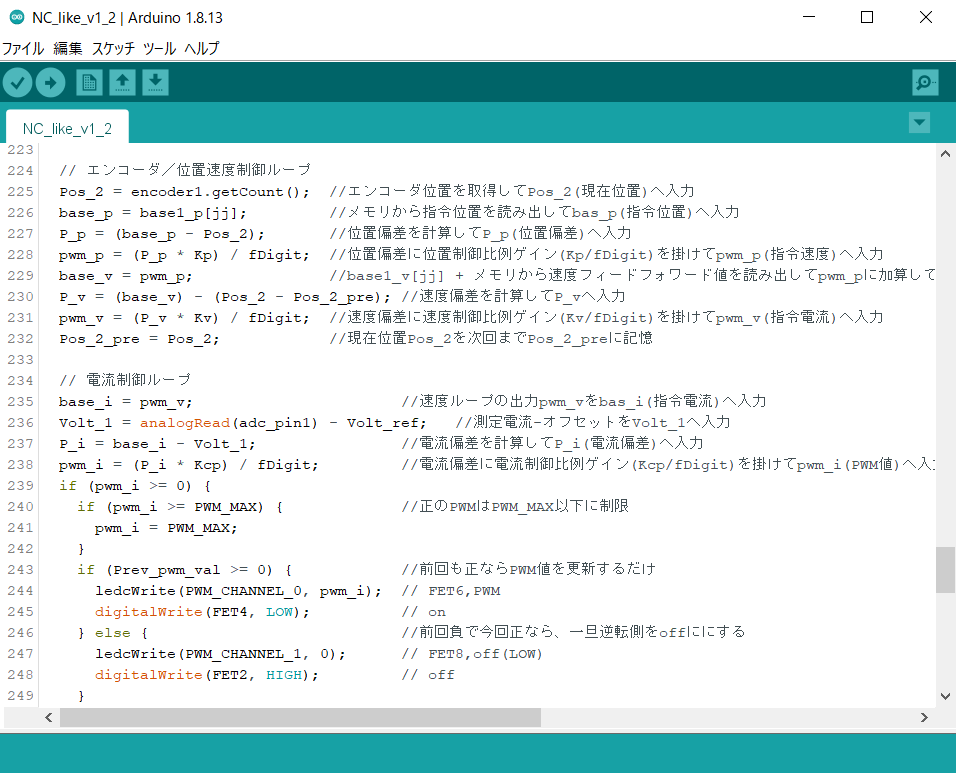 NC_like_v1_2 | Arduino 1.8.13
ファイル 編集 スケッチ ツール ヘルプ
NC_like_v1_2
223
224 // エンコーダ／位置速度制御ループ
225 Pos_2 = encoder1.getCount(); //エンコーダ位置を取得してPos_2(現在位置)へ入力
226 base_p = base1_p[jj]; //メモリから指令位置を読み出してbas_p(指令位置)へ入力
227 P_p = (base_p - Pos_2); //位置偏差を計算してP_p(位置偏差)へ入力
228 pwm_p = (P_p * Kp) / fDigit; //位置偏差に位置制御比例ゲイン(Kp/fDigit)を掛けてpwm_p(指令速度)へ入力
229 base_v = pwm_p; //base1_v[jj] + メモリから速度フィードフォワード値を読み出してpwm_pに加算して
230 P_v = (base_v) - (Pos_2 - Pos_2_pre); //速度偏差を計算してP_vへ入力
231 pwm_v = (P_v * Kv) / fDigit; //速度偏差に速度制御比例ゲイン(Kv/fDigit)を掛けてpwm_v(指令電流)へ入力
232 Pos_2_pre = Pos_2; //現在位置Pos_2を次回までPos_2_preに記憶
233
234 // 電流制御ループ
235 base_i = pwm_v; //速度ループの出力pwm_vをbas_i(指令電流)へ入力
236 Volt_1 = analogRead(adc_pin1) - Volt_ref; //測定電流-オフセットをVolt_1へ入力
237 P_i = base_i - Volt_1; //電流偏差を計算してP_i(電流偏差)へ入力
238 pwm_i = (P_i * Kcp) / fDigit; //電流偏差に電流制御比例ゲイン(Kcp/fDigit)を掛けてpwm_i(PWM値)へ入
239 if (pwm_i >= 0) {
240 if (pwm_i >= PWM_MAX) { //正のPWMはPWM_MAX以下に制限
241 pwm_i = PWM_MAX;
242 }
243 if (Prev_pwm_val >= 0) { //前回も正ならPWM値を更新するだけ
244 ledcWrite(PWM_CHANNEL_0, pwm_i); // FET6,PWM
245 digitalWrite(FET4, LOW); // on
246 } else { //前回負で今回正なら、一旦逆転側をoffににする
247 ledcWrite(PWM_CHANNEL_1, 0); // FET8,off(LOW)
248 digitalWrite(FET2, HIGH); // off
249 }